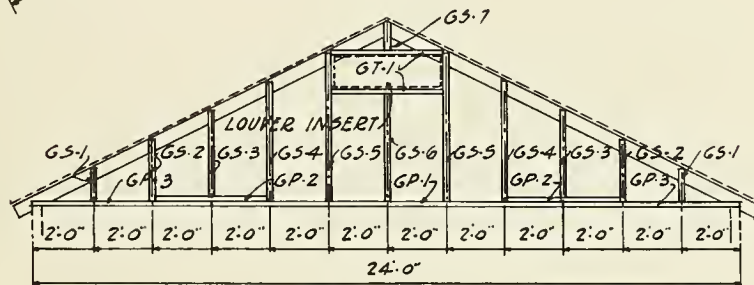 GS-7
GT-1
LOUVER INSERT
GS-1 GS-2 GS-3 GS-4 GS-5 GS-6 GS-5 GS-4 GS-3 GS-2 GS-1
GP-3 GP-2 GP-1 GP-2 GP-3
2'-0" 2'-0" 2'-0" 2'-0" 2'-0" 2'-0" 2'-0" 2'-0" 2'-0" 2'-0" 2'-0" 2'-0"
24'-0"